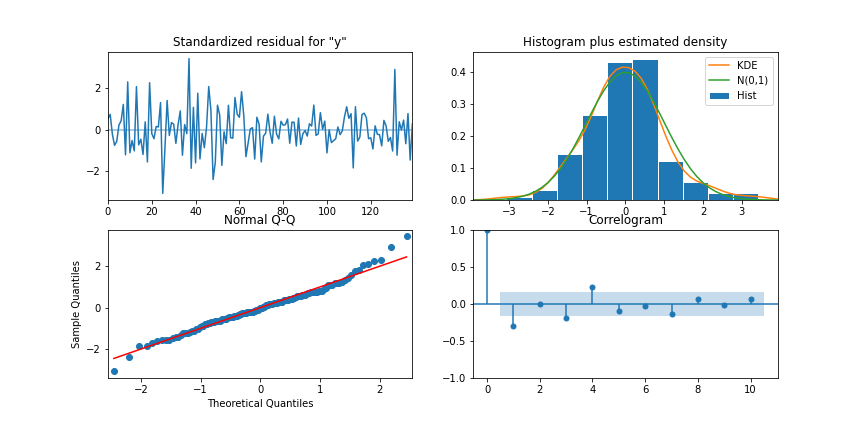 Standardized residual for "y"
2
0
−2
0 20 40 60 80 100 120
Histogram plus estimated density
KDE
N(0,1)
Hist
0.4
0.3
0.2
0.1
0.0
−3 −2 −1 0 1 2 3
Normal Q-Q
Sample Quantiles
2
0
−2
−2 −1 0 1 2
Theoretical Quantiles
Correlogram
1.0
0.5
0.0
−0.5
−1.0
0 2 4 6 8 10